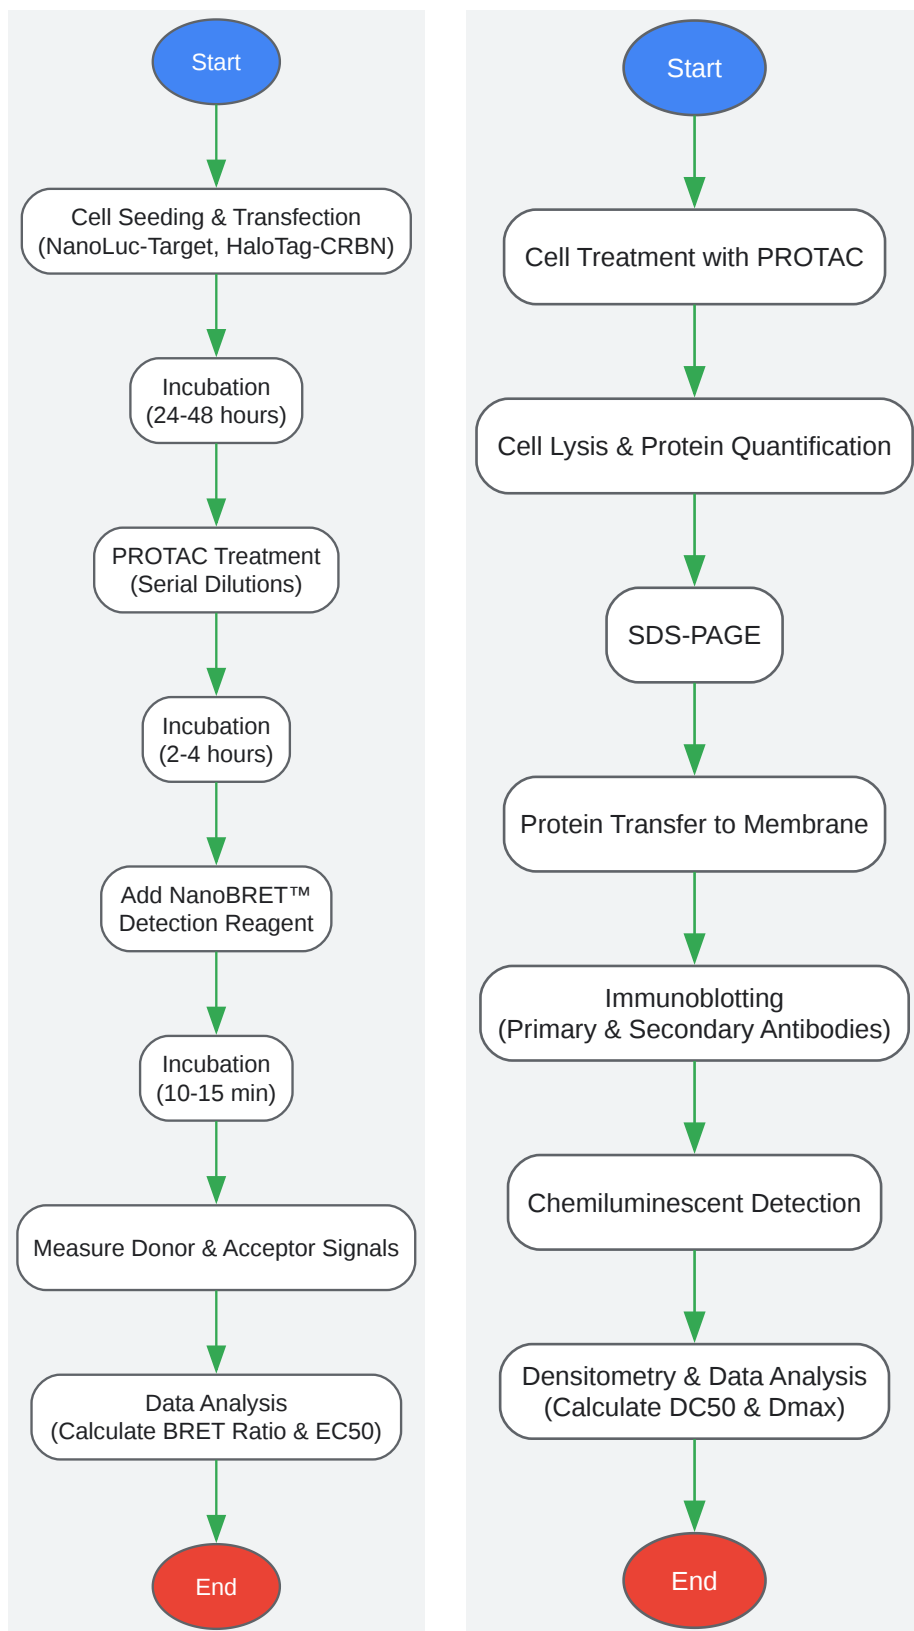 Start
Cell Seeding & Transfection
(NanoLuc-Target, HaloTag-CRBN)
Incubation
(24-48 hours)
PROTAC Treatment
(Serial Dilutions)
Incubation
(2-4 hours)
Add NanoBRET™
Detection Reagent
Incubation
(10-15 min)
Measure Donor & Acceptor Signals
Data Analysis
(Calculate BRET Ratio & EC50)
End
Start
Cell Treatment with PROTAC
Cell Lysis & Protein Quantification
SDS-PAGE
Protein Transfer to Membrane
Immunoblotting
(Primary & Secondary Antibodies)
Chemiluminescent Detection
Densitometry & Data Analysis
(Calculate DC50 & Dmax)
End